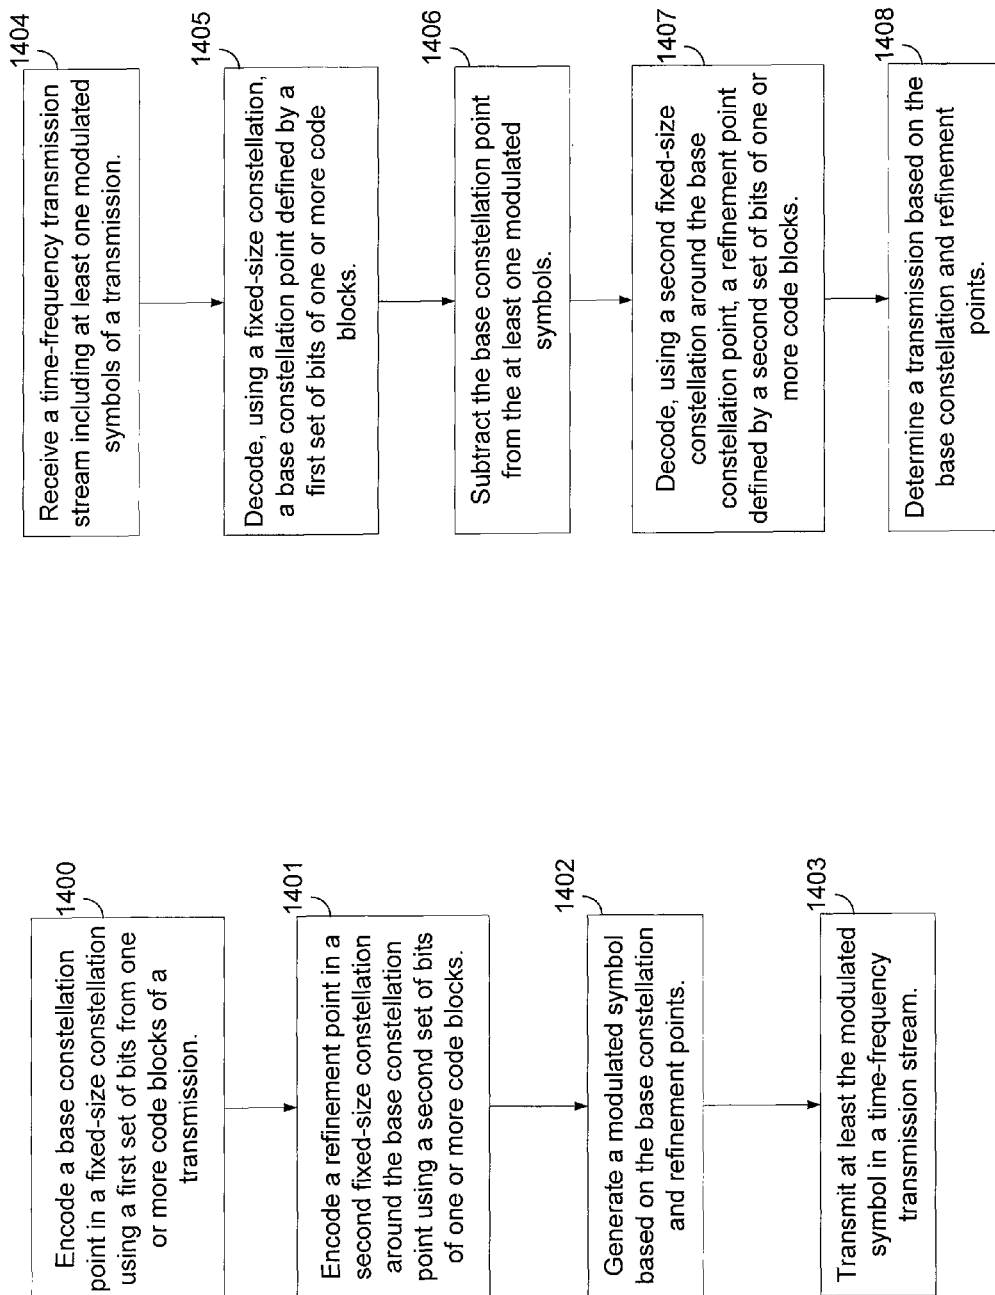 1400
Encode a base constellation
point in a fixed-size constellation
using a first set of bits from one
or more code blocks of a
transmission.
1401
Encode a refinement point in a
second fixed-size constellation
around the base constellation
point using a second set of bits
of one or more code blocks.
1402
Generate a modulated symbol
based on the base constellation
and refinement points.
1403
Transmit at least the modulated
symbol in a time-frequency
transmission stream.
1404
Receive a time-frequency transmission
stream including at least one modulated
symbols of a transmission.
1405
Decode, using a fixed-size constellation,
a base constellation point defined by a
first set of bits of one or more code
blocks.
1406
Subtract the base constellation point
from the at least one modulated
symbols.
1407
Decode, using a second fixed-size
constellation around the base
constellation point, a refinement point
defined by a second set of bits of one or
more code blocks.
1408
Determine a transmission based on the
base constellation and refinement
points.